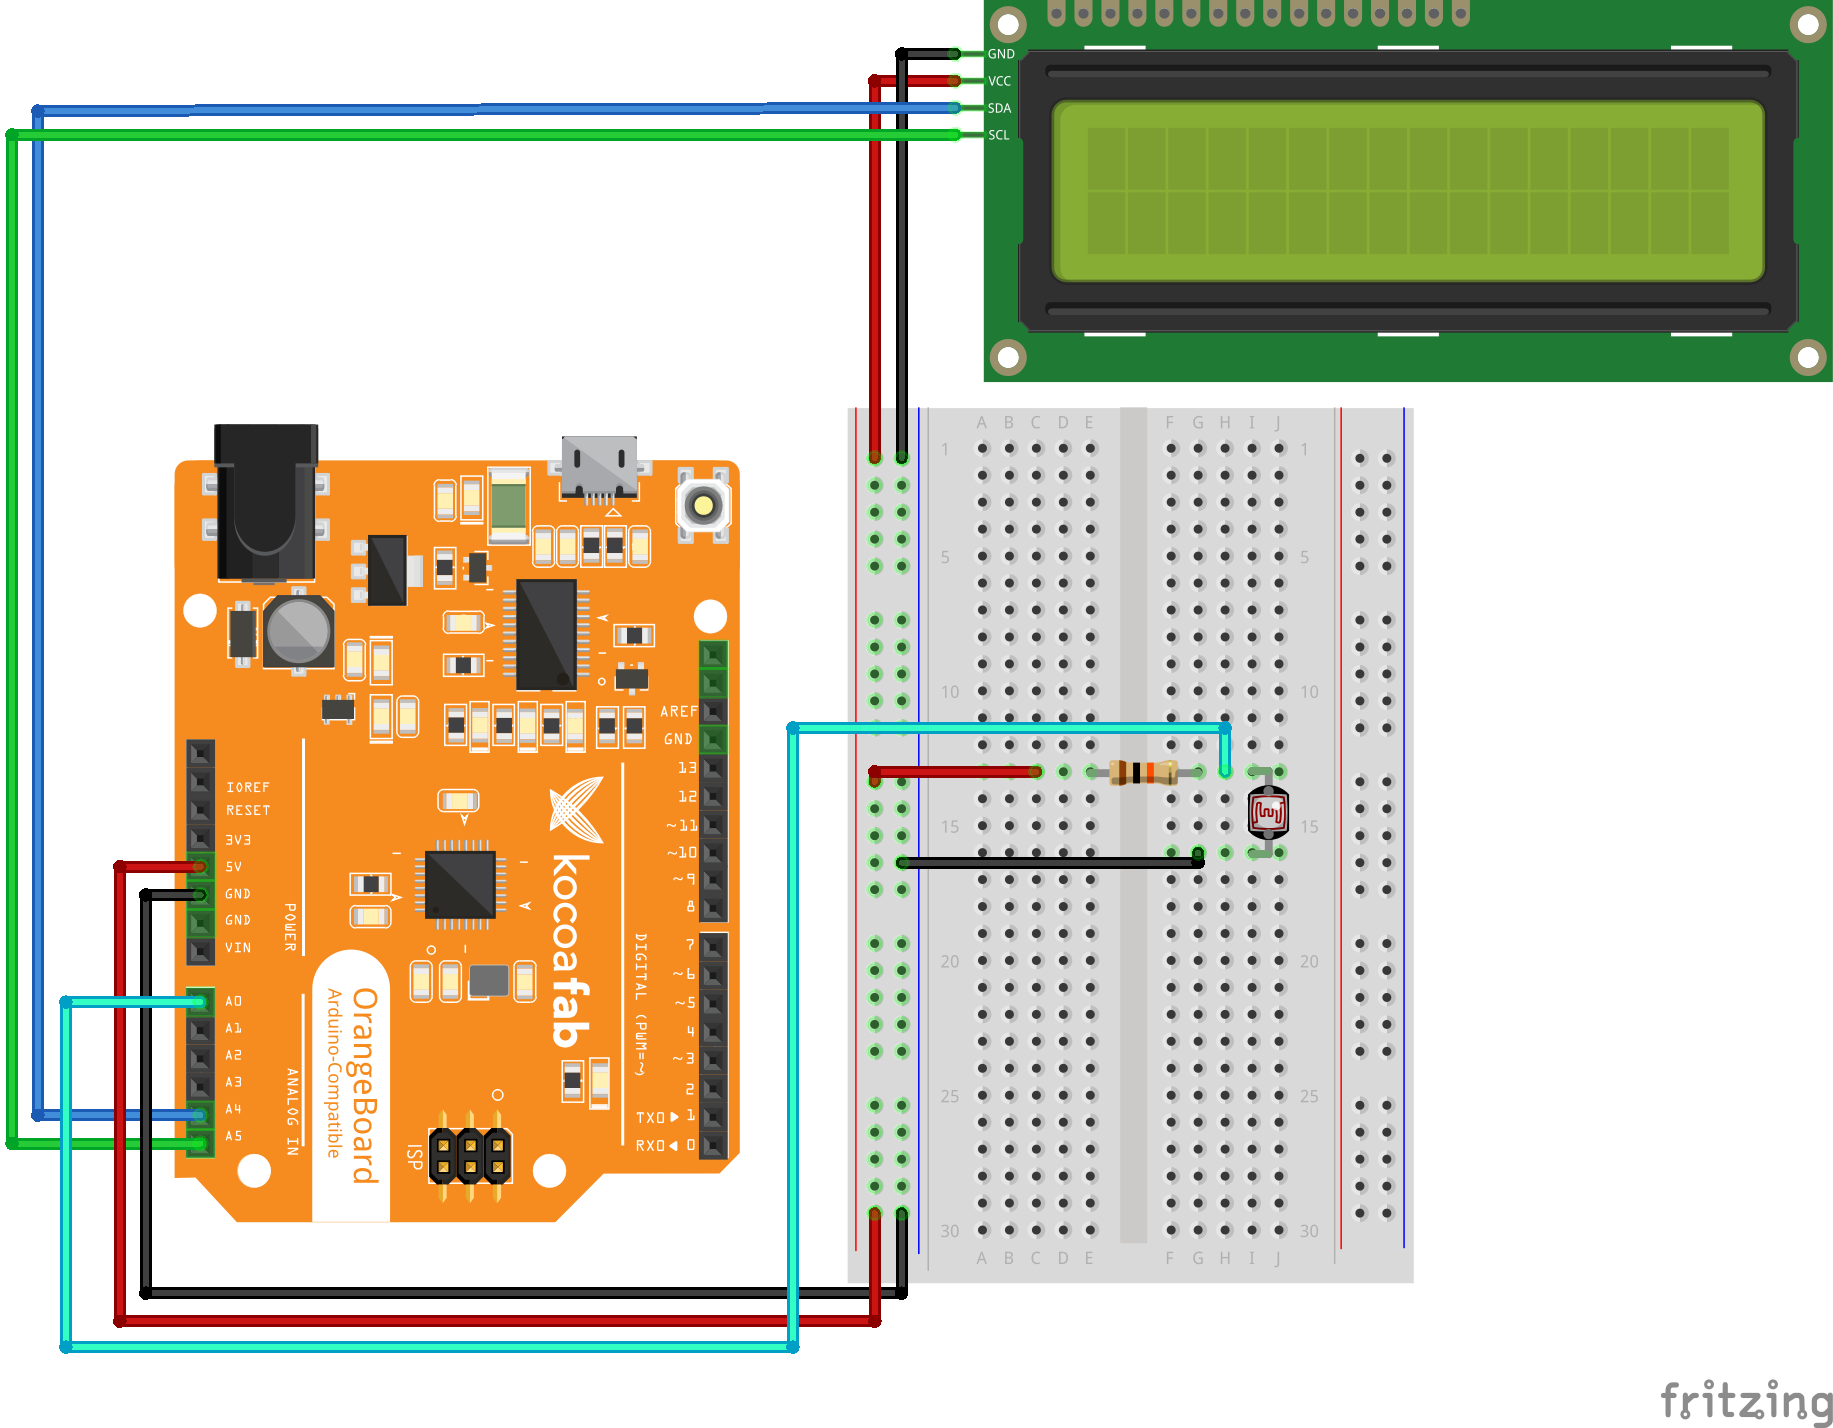 GND
VCC
SDA
SCL
A B C D E F G H I J
1 1
5 5
10 10
15 15
20 20
25 25
30 30
A B C D E F G H I J
IOREF
RESET
3V3
5V
GND
GND
VIN
POWER
A0
A1
A2
A3
A4
A5
ANALOG IN
OrangeBoard
Arduino-Compatible
ISP
kocoafab
AREF
GND
13
12
~11
~10
~9
8
7
~6
~5
4
~3
2
TX0▶1
RX0◀0
DIGITAL (PWM=~)
fritzing